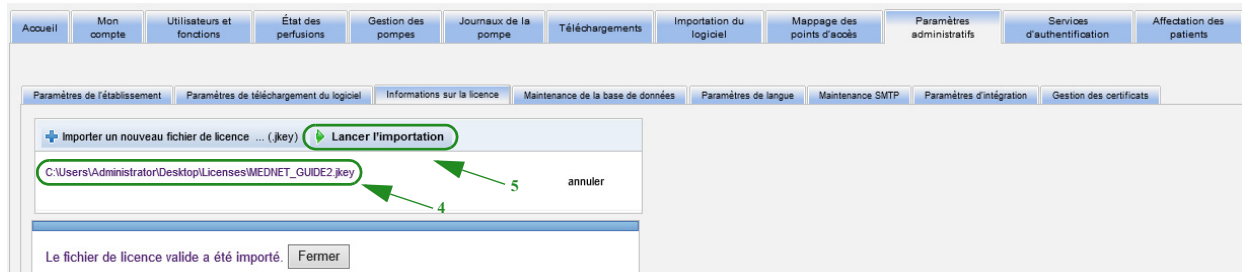 Accueil
Mon compte
Utilisateurs et fonctions
État des perfusions
Gestion des pompes
Journaux de la pompe
Téléchargements
Importation du logiciel
Mappage des points d'accès
Paramètres administratifs
Services d'authentification
Affectation des patients
Paramètres de l'établissement
Paramètres de téléchargement du logiciel
Informations sur la licence
Maintenance de la base de données
Paramètres de langue
Maintenance SMTP
Paramètres d'intégration
Gestion des certificats
Importer un nouveau fichier de licence ... (.jkey) Lancer l'importation
C:\Users\Administrator\Desktop\Licenses\MEDNET_GUIDE2.jkey
annuler
5
4
Le fichier de licence valide a été importé. Fermer